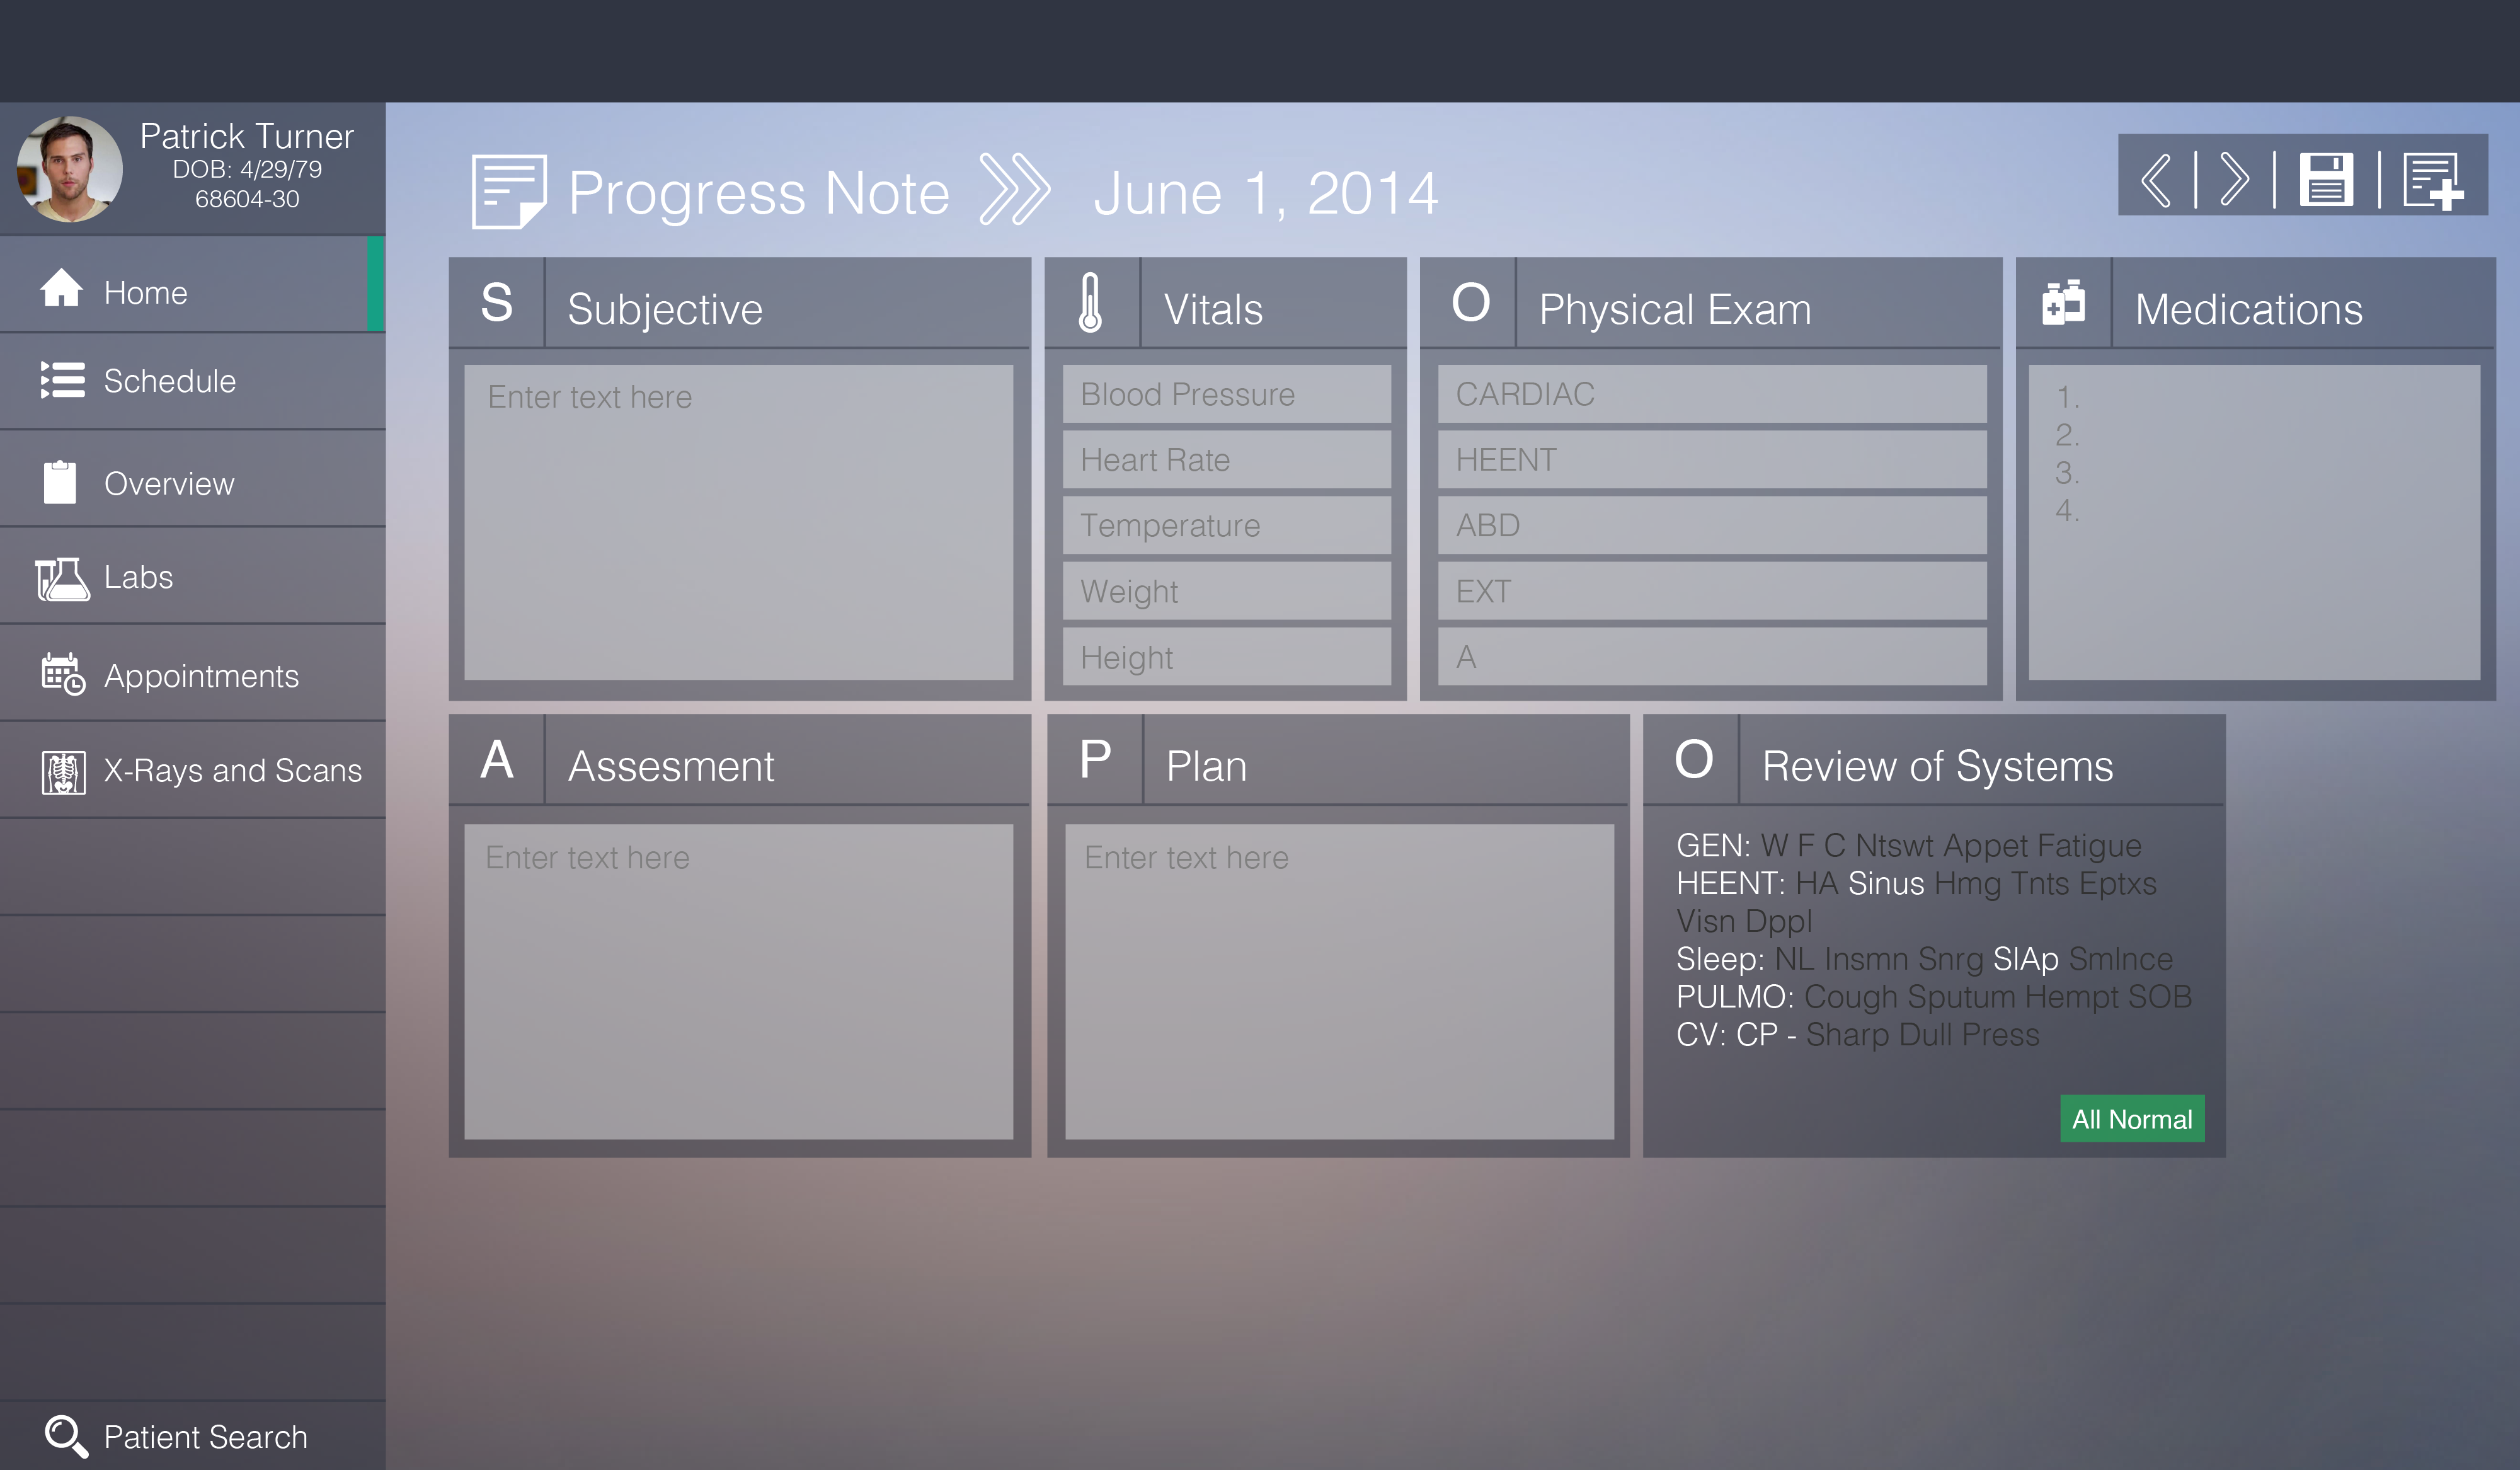 Patrick Turner
DOB: 4/29/79
68604-30
Home
Schedule
Overview
Labs
Appointments
X-Rays and Scans
Patient Search
Progress Note
June 1, 2014
S
Subjective
Enter text here
Vitals
Blood Pressure
Heart Rate
Temperature
Weight
Height
O
Physical Exam
CARDIAC
HEENT
ABD
EXT
A
Medications
1.
2.
3.
4.
A
Assesment
Enter text here
P
Plan
Enter text here
O
Review of Systems
GEN: W F C Ntswt Appet Fatigue
HEENT: HA Sinus Hmg Tnts Eptxs
Visn Dppl
Sleep: NL Insmn Snrg SlAp Smlnce
PULMO: Cough Sputum Hempt SOB
CV: CP - Sharp Dull Press
All Normal